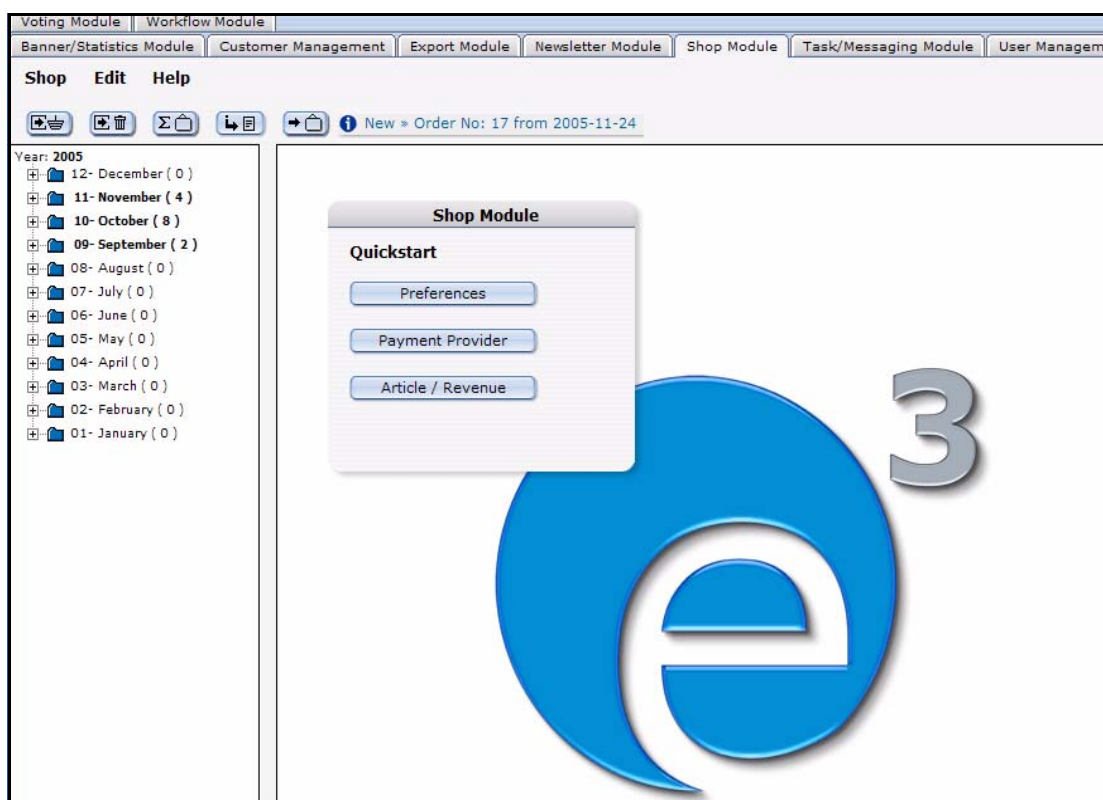 Voting Module Workflow Module
Banner/Statistics Module Customer Management Export Module Newsletter Module Shop Module Task/Messaging Module User Managem
Shop Edit Help
New » Order No: 17 from 2005-11-24
Year: 2005
12- December ( 0 )
11- November ( 4 )
10- October ( 8 )
09- September ( 2 )
08- August ( 0 )
07- July ( 0 )
06- June ( 0 )
05- May ( 0 )
04- April ( 0 )
03- March ( 0 )
02- February ( 0 )
01- January ( 0 )
Shop Module
Quickstart
Preferences
Payment Provider
Article / Revenue
e3